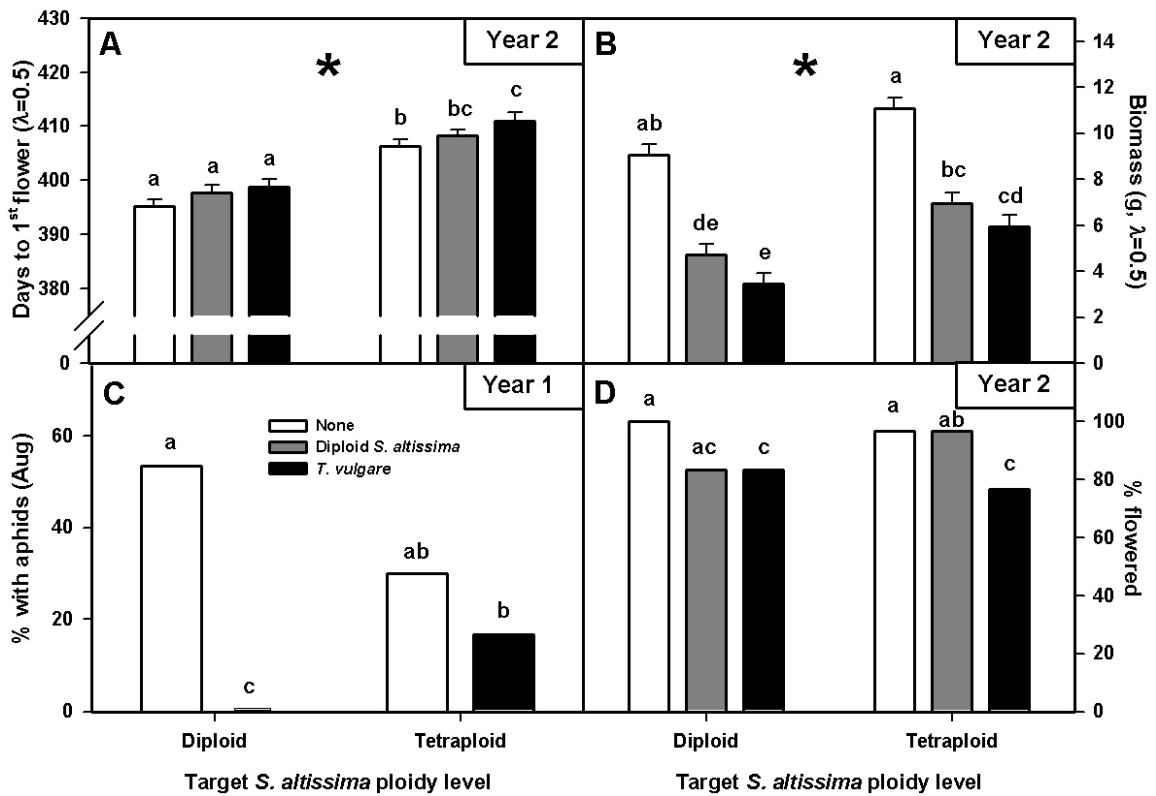 A
Year 2
*
Days to 1st flower (λ=0.5)
430
420
410
400
390
380
0
a
a
a
b
bc
c
B
Year 2
*
Biomass (g, λ=0.5)
14
12
10
8
6
4
2
0
ab
de
e
a
bc
cd
C
Year 1
% with aphids (Aug)
60
40
20
0
None
Diploid S. altissima
T. vulgare
a
c
ab
b
Diploid
Tetraploid
Target S. altissima ploidy level
D
Year 2
% flowered
100
80
60
40
20
0
a
ac
c
a
ab
c
Diploid
Tetraploid
Target S. altissima ploidy level